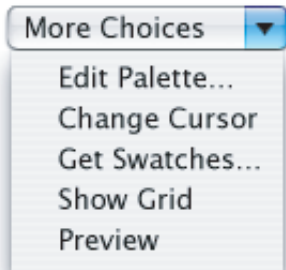 More Choices
Edit Palette...
Change Cursor
Get Swatches...
Show Grid
Preview